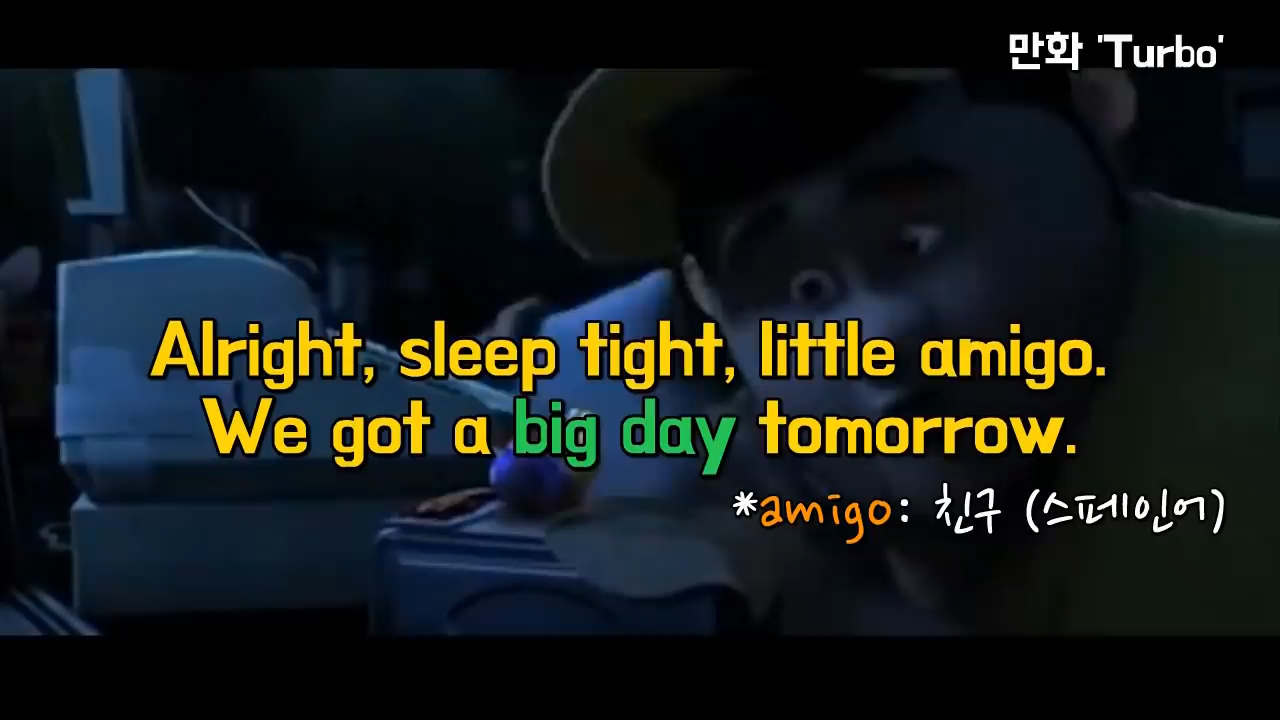 만화 'Turbo'
Alright, sleep tight, little amigo.
We got a big day tomorrow.
*amigo: 친구 (스페인어)